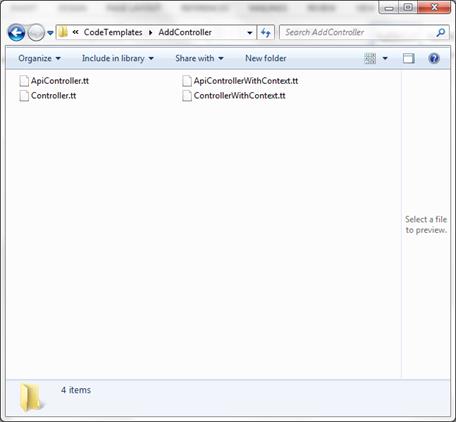 « CodeTemplates ▸ AddController
Search AddController
Organize ▾ Include in library ▾ Share with ▾ New folder
ApiController.tt ApiControllerWithContext.tt
Controller.tt ControllerWithContext.tt
Select a file
to preview.
4 items